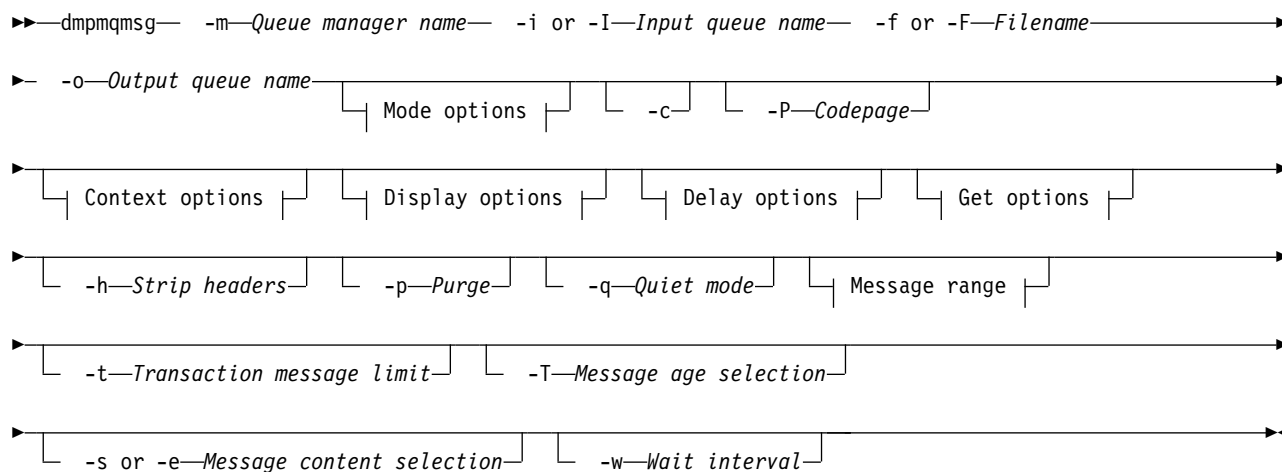 dmpmqmsg -m Queue manager name -i or -I Input queue name -f or -F Filename
-o Output queue name
Mode options -c -P Codepage
Context options Display options Delay options Get options
-h Strip headers -p Purge -q Quiet mode Message range
-t Transaction message limit -T Message age selection
-s or -e Message content selection -w Wait interval